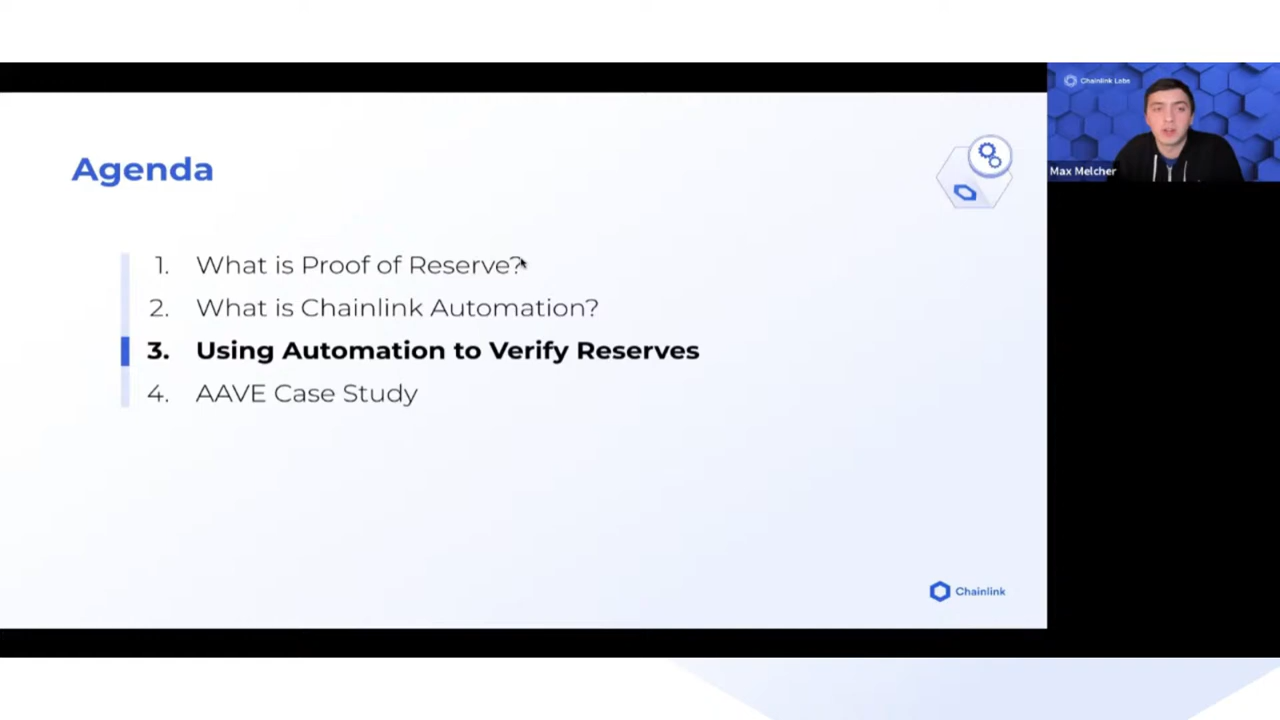 Agenda
1. What is Proof of Reserve?
2. What is Chainlink Automation?
3. Using Automation to Verify Reserves
4. AAVE Case Study
Chainlink
Chainlink Labs
Max Melcher